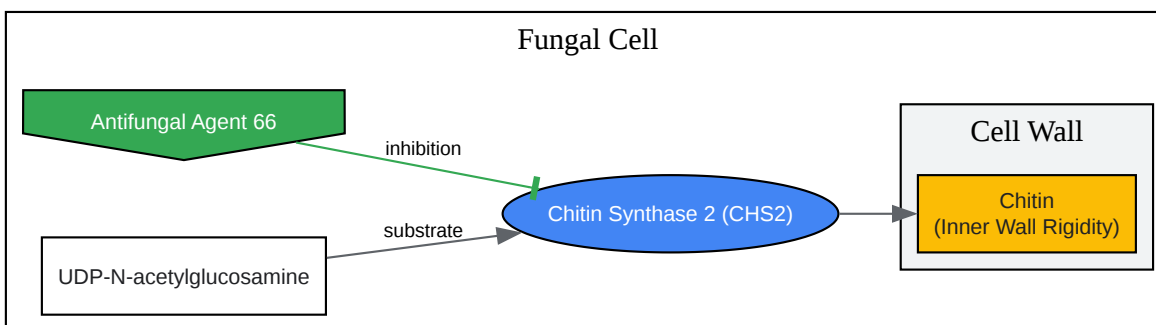 Fungal Cell
Antifungal Agent 66
inhibition
Cell Wall
Chitin
(Inner Wall Rigidity)
Chitin Synthase 2 (CHS2)
substrate
UDP-N-acetylglucosamine